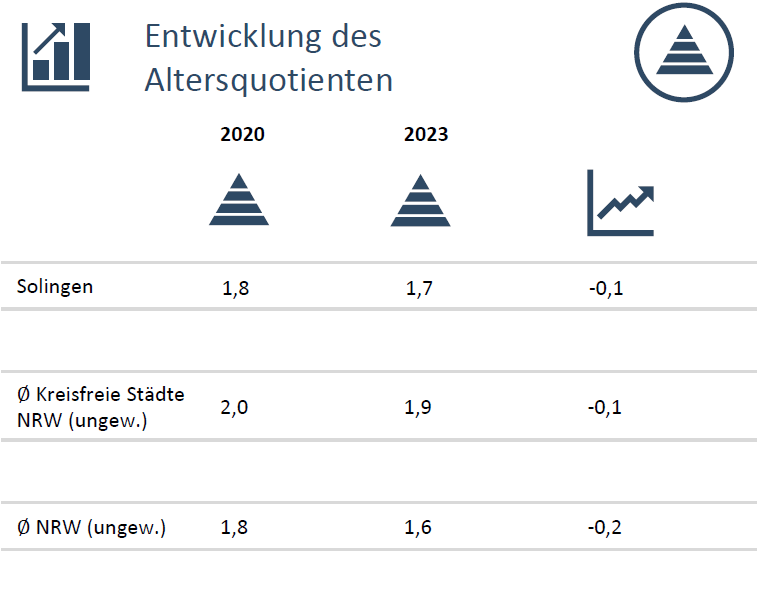 Entwicklung des
Altersquotienten
2020 2023
Solingen 1,8 1,7 -0,1
Ø Kreisfreie Städte
NRW (ungew.) 2,0 1,9 -0,1
Ø NRW (ungew.) 1,8 1,6 -0,2